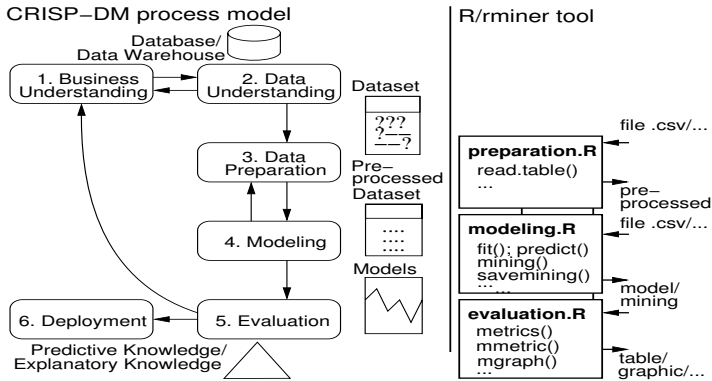 CRISP–DM process model
R/rminer tool
Database/
Data Warehouse
1. Business
Understanding
2. Data
Understanding
Dataset
???
?––
––?
3. Data
Preparation
Pre–
processed
Dataset
....
....
....
4. Modeling
Models
6. Deployment
5. Evaluation
Predictive Knowledge/
Explanatory Knowledge
file .csv/...
preparation.R
read.table()
...
pre–
processed
file .csv/...
modeling.R
fit(); predict()
mining()
savemining()
...
...
model/
mining
evaluation.R
metrics()
mmetric()
mgraph()
...
table/
graphic/...